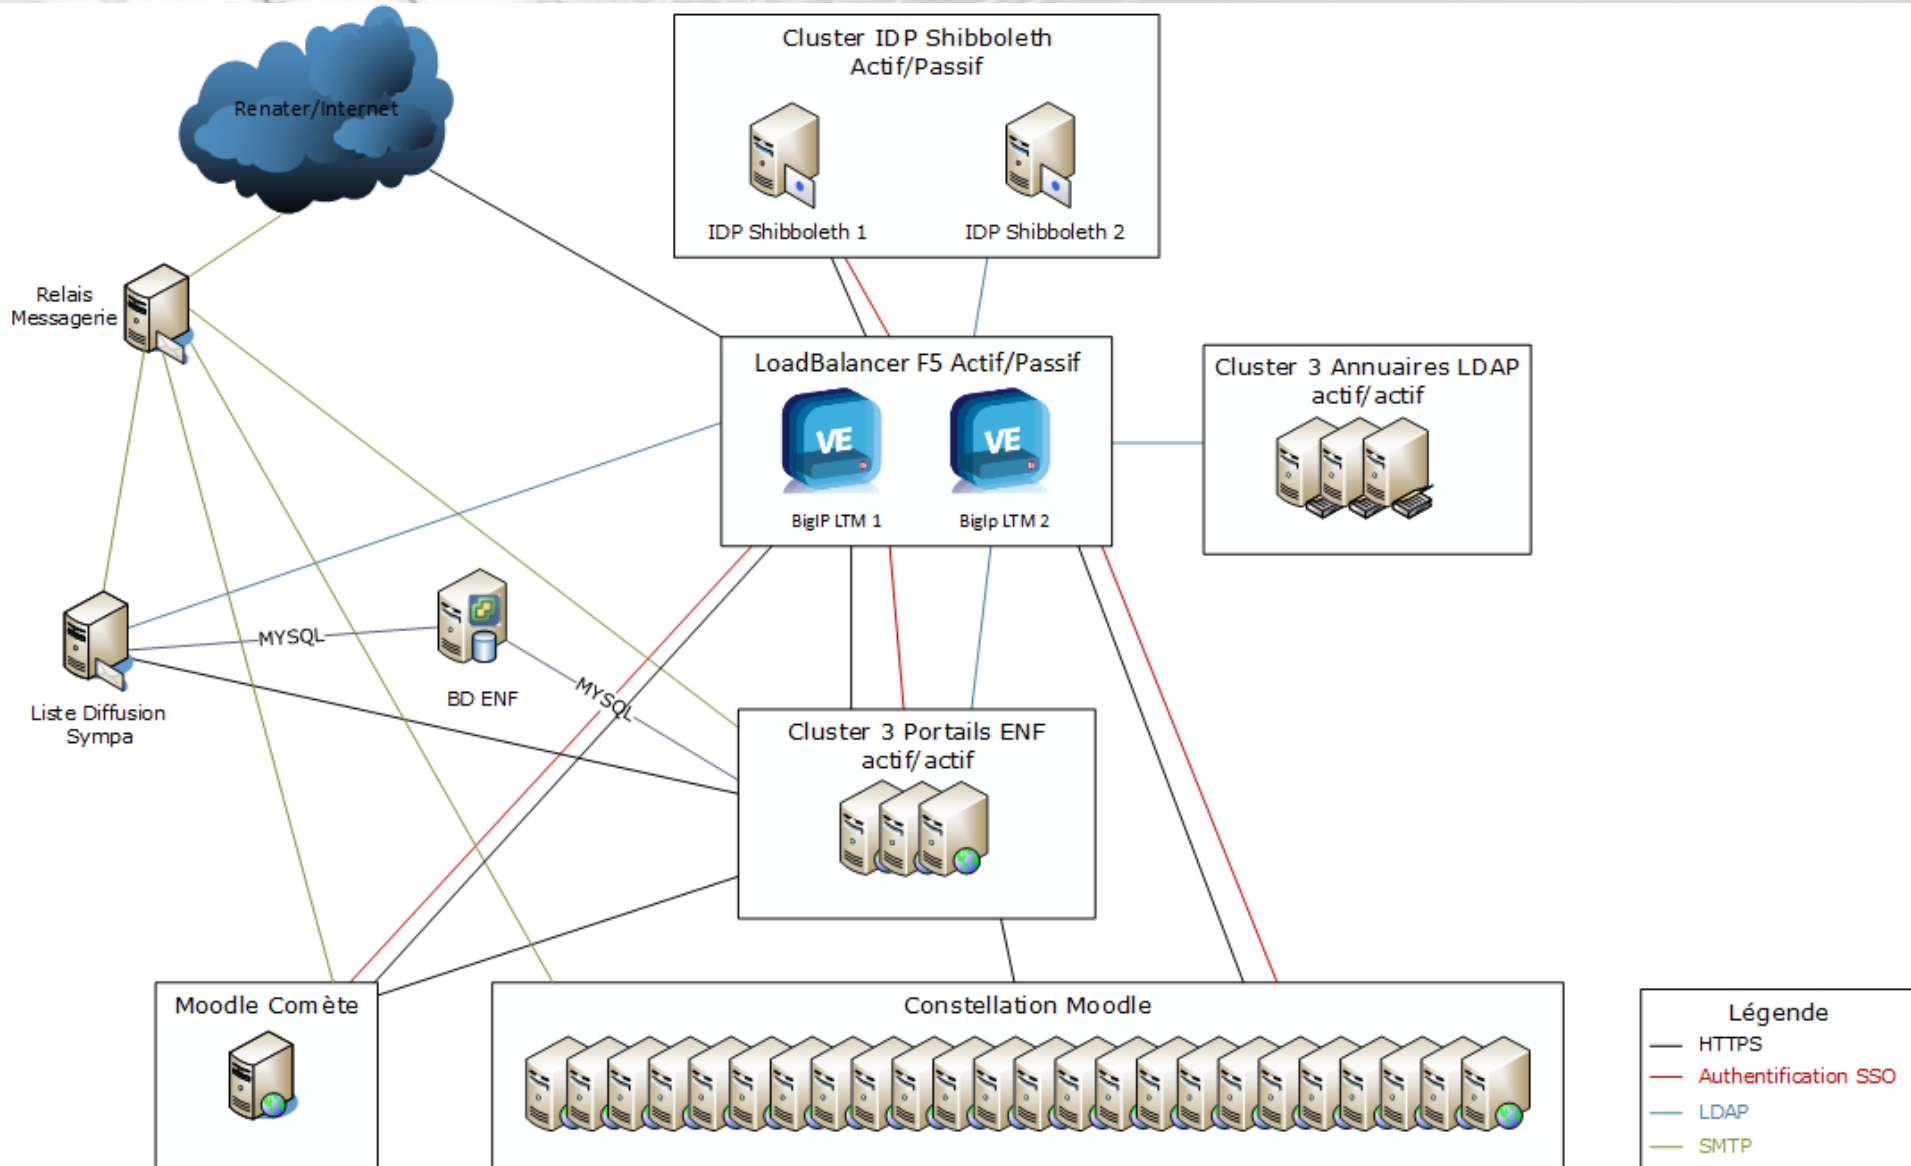 Renater/Internet
Cluster IDP Shibboleth
Actif/Passif
IDP Shibboleth 1
IDP Shibboleth 2
Relais
Messagerie
LoadBalancer F5 Actif/Passif
VE
VE
BigIP LTM 1
BigIp LTM 2
Cluster 3 Annuaires LDAP
actif/actif
MYSQL
BD ENF
MYSQL
Liste Diffusion
Sympa
Cluster 3 Portails ENF
actif/actif
Moodle Comète
Constellation Moodle
Légende
HTTPS
Authentification SSO
LDAP
SMTP